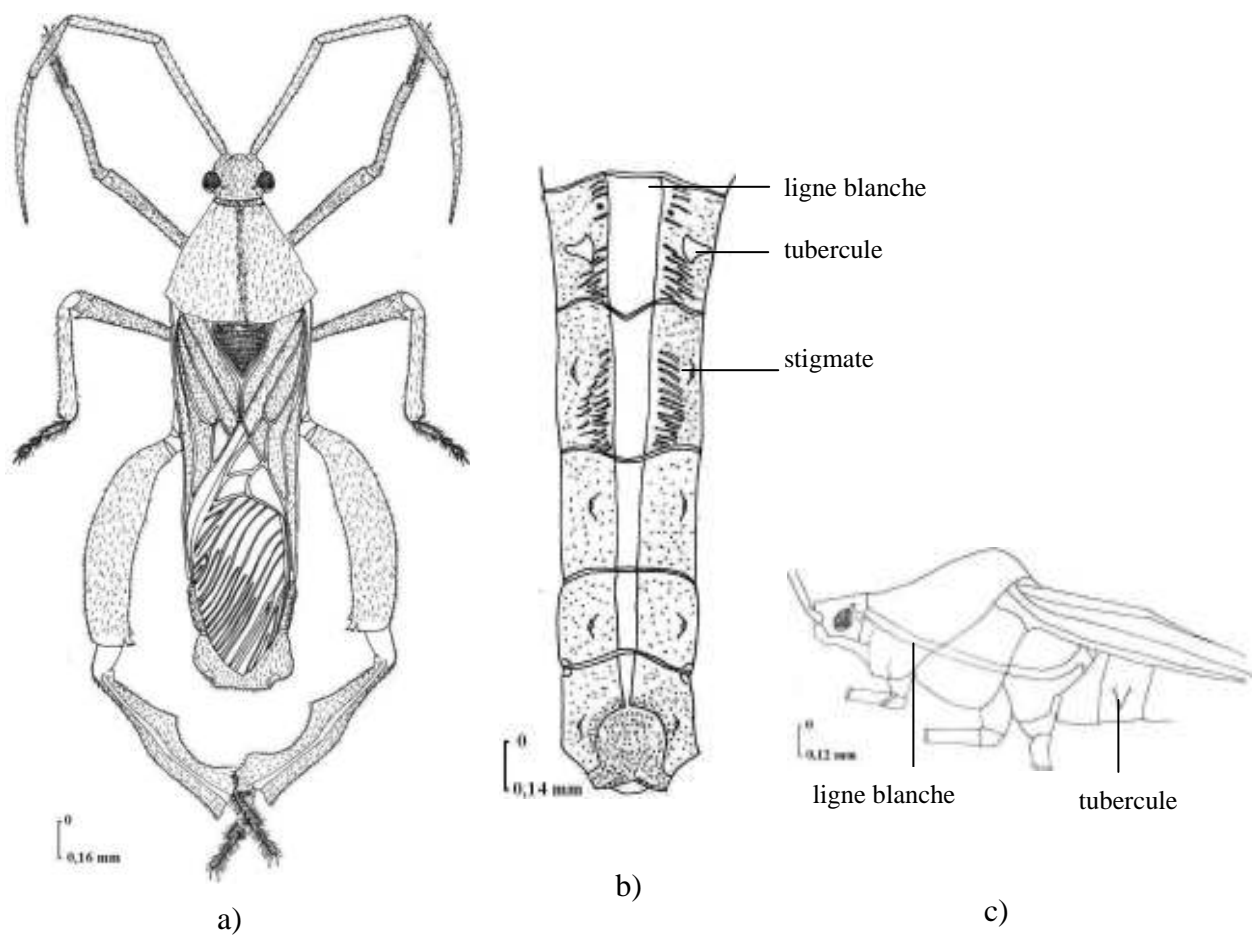 ligne blanche
tubercule
stigmate
0
0,14 mm
0
0,12 mm
ligne blanche
tubercule
0
0,16 mm
a)
b)
c)